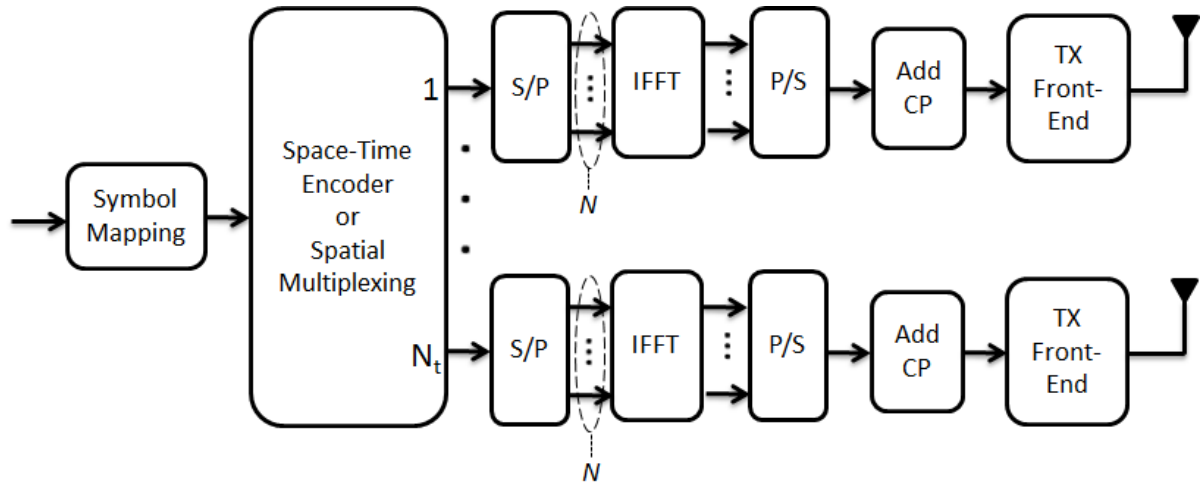 Symbol
Mapping
Space-Time
Encoder
or
Spatial
Multiplexing
1
N_t
S/P
N
IFFT
P/S
Add
CP
TX
Front-
End
S/P
N
IFFT
P/S
Add
CP
TX
Front-
End